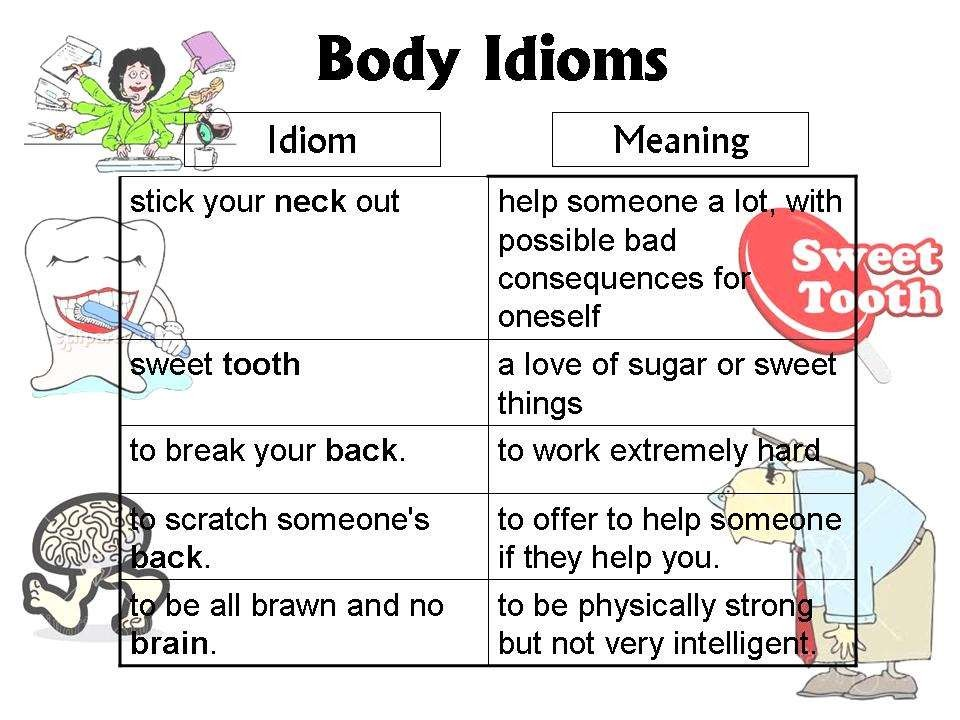 Body Idioms
Idiom
Meaning
stick your neck out
help someone a lot, with
possible bad
consequences for
oneself
Sweet
Tooth
sweet tooth
a love of sugar or sweet
things
to break your back.
to work extremely hard
to scratch someone's
back.
to offer to help someone
if they help you.
to be all brawn and no
brain.
to be physically strong
but not very intelligent.